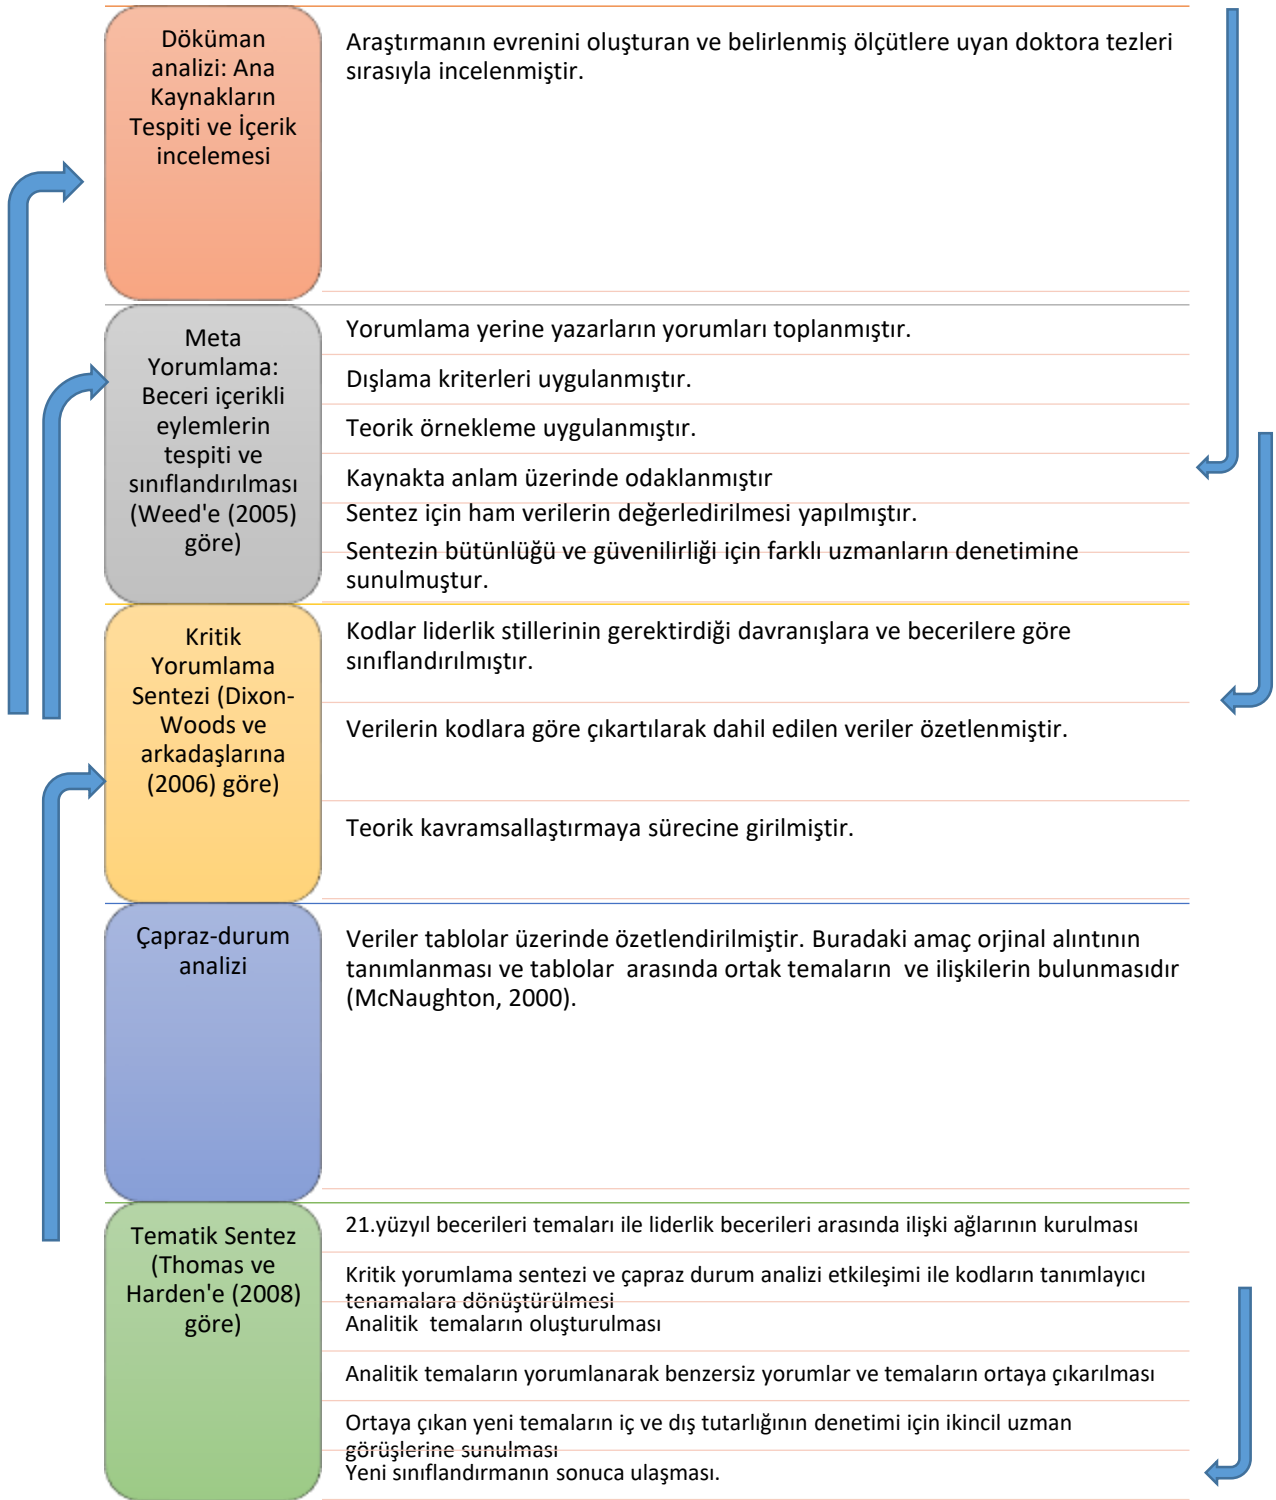 Döküman
analizi: Ana
Kaynakların
Tespiti ve İçerik
incelemesi
Araştırmanın evrenini oluşturan ve belirlenmiş ölçütlere uyan doktora tezleri
sırasıyla incelenmiştir.
Meta
Yorumlama:
Beceri içerikli
eylemlerin
tespiti ve
sınıflandırılması
(Weed'e (2005)
göre)
Yorumlama yerine yazarların yorumları toplanmıştır.
Dışlama kriterleri uygulanmıştır.
Teorik örnekleme uygulanmıştır.
Kaynakta anlam üzerinde odaklanmıştır
Sentez için ham verilerin değerledirilmesi yapılmıştır.
Sentezin bütünlüğü ve güvenilirliği için farklı uzmanların denetimine
sunulmuştur.
Kritik
Yorumlama
Sentezi (Dixon-
Woods ve
arkadaşlarına
(2006) göre)
Kodlar liderlik stillerinin gerektirdiği davranışlara ve becerilere göre
sınıflandırılmıştır.
Verilerin kodlara göre çıkartılarak dahil edilen veriler özetlenmiştir.
Teorik kavramsallaştırmaya sürecine girilmiştir.
Çapraz-durum
analizi
Veriler tablolar üzerinde özetlendirilmiştir. Buradaki amaç orjinal alıntının
tanımlanması ve tablolar  arasında ortak temaların  ve ilişkilerin bulunmasıdır
(McNaughton, 2000).
Tematik Sentez
(Thomas ve
Harden'e (2008)
göre)
21.yüzyıl becerileri temaları ile liderlik becerileri arasında ilişki ağlarının kurulması
Kritik yorumlama sentezi ve çapraz durum analizi etkileşimi ile kodların tanımlayıcı
tenamalara dönüştürülmesi
Analitik  temaların oluşturulması
Analitik temaların yorumlanarak benzersiz yorumlar ve temaların ortaya çıkarılması
Ortaya çıkan yeni temaların iç ve dış tutarlığının denetimi için ikincil uzman
görüşlerine sunulması
Yeni sınıflandırmanın sonuca ulaşması.